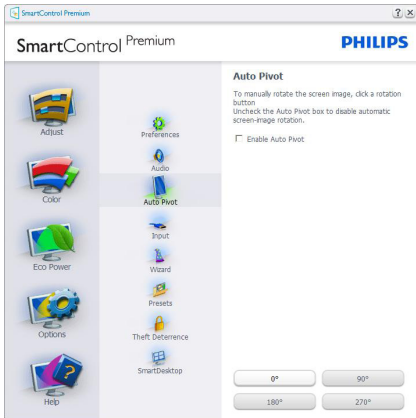 SmartControl Premium
SmartControl Premium
PHILIPS
Adjust
Color
Eco Power
Options
Help
Preferences
Audio
Auto Pivot
Input
Wizard
Presets
Theft Deterrence
SmartDesktop
Auto Pivot
To manually rotate the screen image, click a rotation
button
Uncheck the Auto Pivot box to disable automatic
screen-image rotation.
Enable Auto Pivot
0°
90°
180°
270°